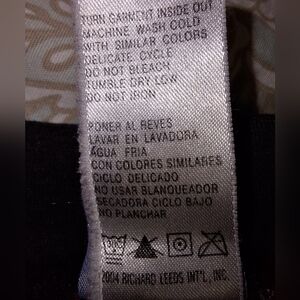 TURN GARMENT INSIDE OUT
MACHINE WASH COLD
WITH SIMILAR COLORS
DELICATE CYCLE
DO NOT BLEACH
TUMBLE DRY LOW
DO NOT IRON
PONER AL REVES
LAVAR EN LAVADORA
AGUA FRIA
CON COLORES SIMILARES
CICLO DELICADO
NO USAR BLANQUEADOR
SECADORA CICLO BAJO
NO PLANCHAR
2004 RICHARD LEEDS INT'L, INC.